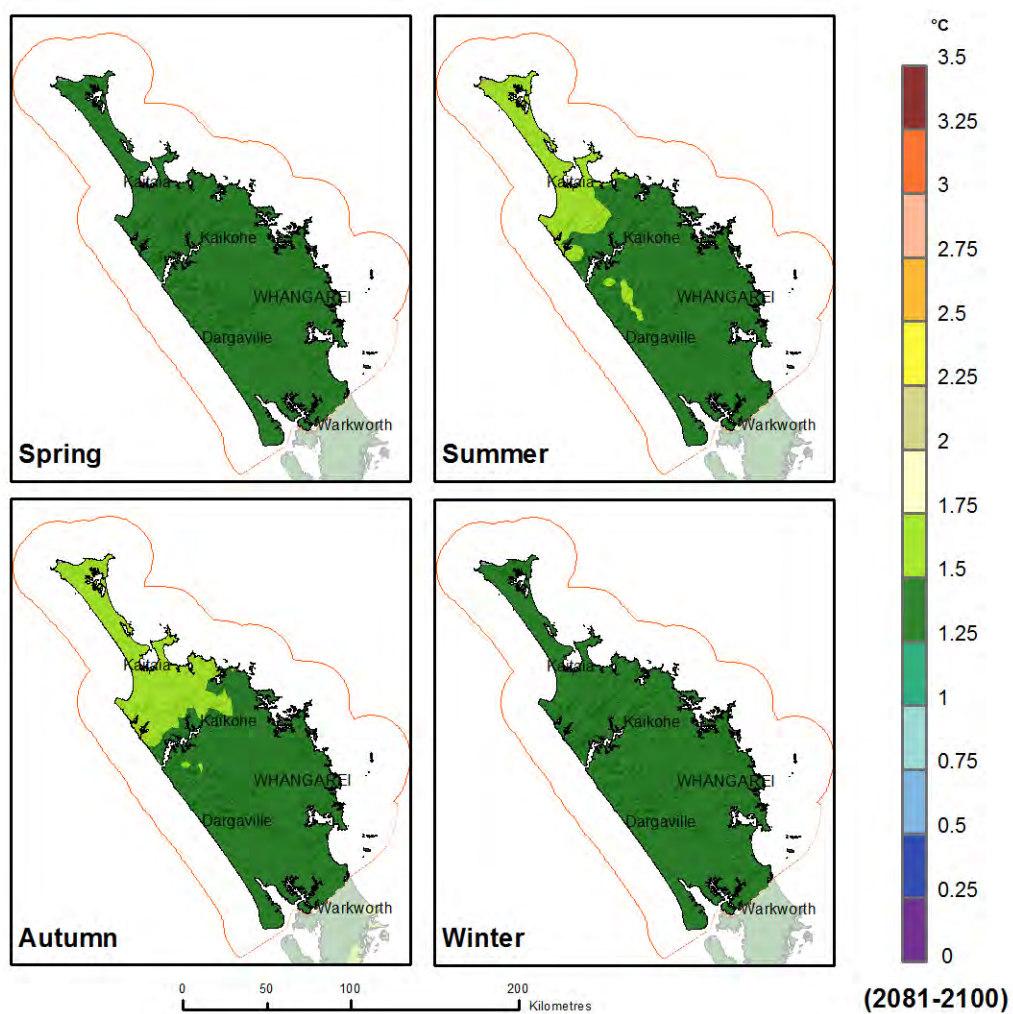 Kaitaia
Kaikohe
WHANGAREI
Dargaville
Warkworth
Spring
Kaitaia
Kaikohe
WHANGAREI
Dargaville
Warkworth
Summer
°C
3.5
3.25
3
2.75
2.5
2.25
2
1.75
1.5
1.25
1
0.75
0.5
0.25
0
Kaitaia
Kaikohe
WHANGAREI
Dargaville
Warkworth
Autumn
Kaitaia
Kaikohe
WHANGAREI
Dargaville
Warkworth
Winter
0 50 100 200
Kilometres
(2081-2100)